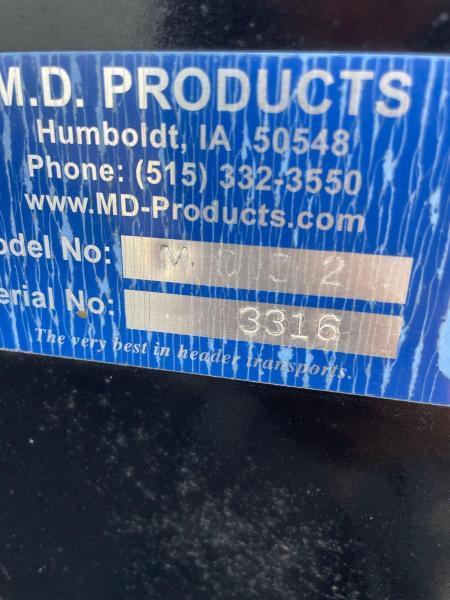 M.D. PRODUCTS
Humboldt, IA 50548
Phone: (515) 332-3550
www.MD-Products.com
odel No: MD32
erial No: 3316
The very best in header transports.